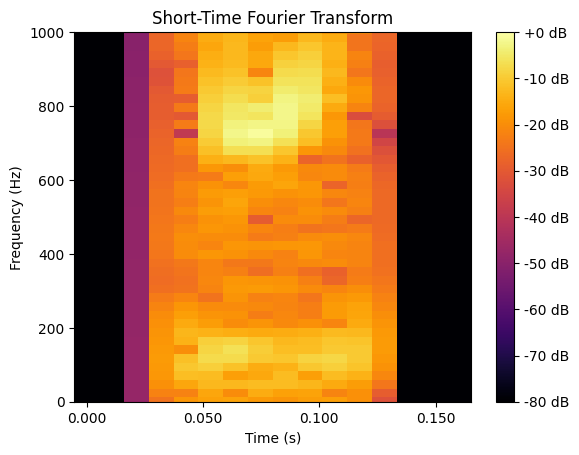 Short-Time Fourier Transform
Frequency (Hz)
1000
800
600
400
200
0
0.000
0.050
0.100
0.150
Time (s)
+0 dB
-10 dB
-20 dB
-30 dB
-40 dB
-50 dB
-60 dB
-70 dB
-80 dB